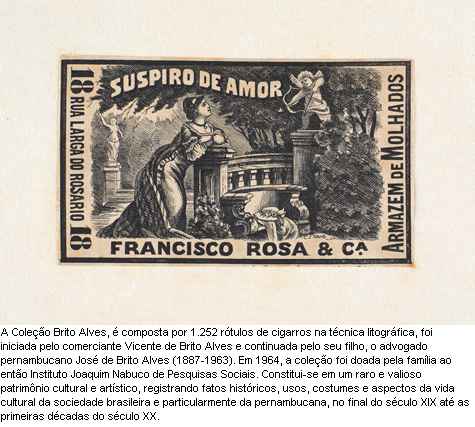 SUSPIRO DE AMOR
18 RUA LARGA DO ROSARIO 18
ARMAZEM DE MOLHADOS
FRANCISCO ROSA & CA
A Coleção Brito Alves, é composta por 1.252 rótulos de cigarros na técnica litográfica, foi
iniciada pelo comerciante Vicente de Brito Alves e continuada pelo seu filho, o advogado
pernambucano José de Brito Alves (1887-1963). Em 1964, a coleção foi doada pela família ao
então Instituto Joaquim Nabuco de Pesquisas Sociais. Constitui-se em um raro e valioso
patrimônio cultural e artístico, registrando fatos históricos, usos, costumes e aspectos da vida
cultural da sociedade brasileira e particularmente da pernambucana, no final do século XIX até as
primeiras décadas do século XX.